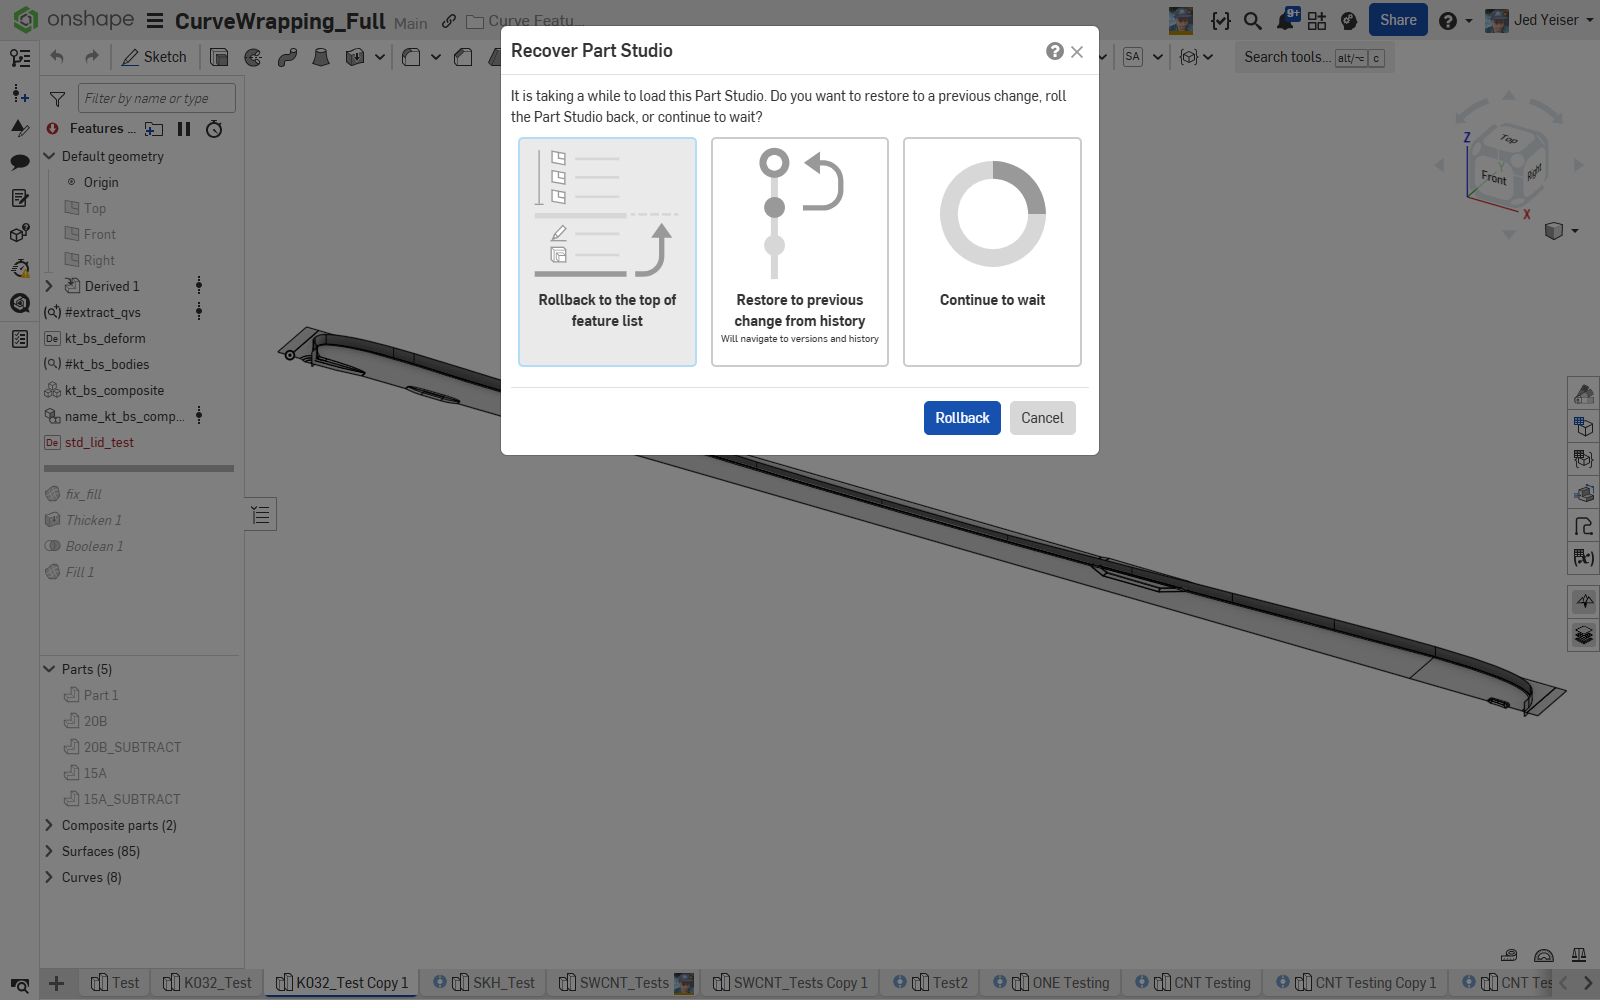 onshape
CurveWrapping_Full
Main
Curve Featu...
9+
Share
Jed Yeiser
Sketch
SA
Search tools...
alt/⌥
c
Recover Part Studio
It is taking a while to load this Part Studio. Do you want to restore to a previous change, roll
the Part Studio back, or continue to wait?
Rollback to the top of
feature list
Restore to previous
change from history
Will navigate to versions and history
Continue to wait
Rollback
Cancel
Filter by name or type
Features ...
Default geometry
Origin
Top
Front
Right
Derived 1
#extract_qvs
De
kt_bs_deform
#kt_bs_bodies
kt_bs_composite
name_kt_bs_comp...
De
std_lid_test
fix_fill
Thicken 1
Boolean 1
Fill 1
Parts (5)
Part 1
20B
20B_SUBTRACT
15A
15A_SUBTRACT
Composite parts (2)
Surfaces (85)
Curves (8)
Z
Top
Y
Front
Right
X
Test
K032_Test
K032_Test Copy 1
SKH_Test
SWCNT_Tests
SWCNT_Tests Copy 1
Test2
ONE Testing
CNT Testing
CNT Testing Copy 1
CNT Tes